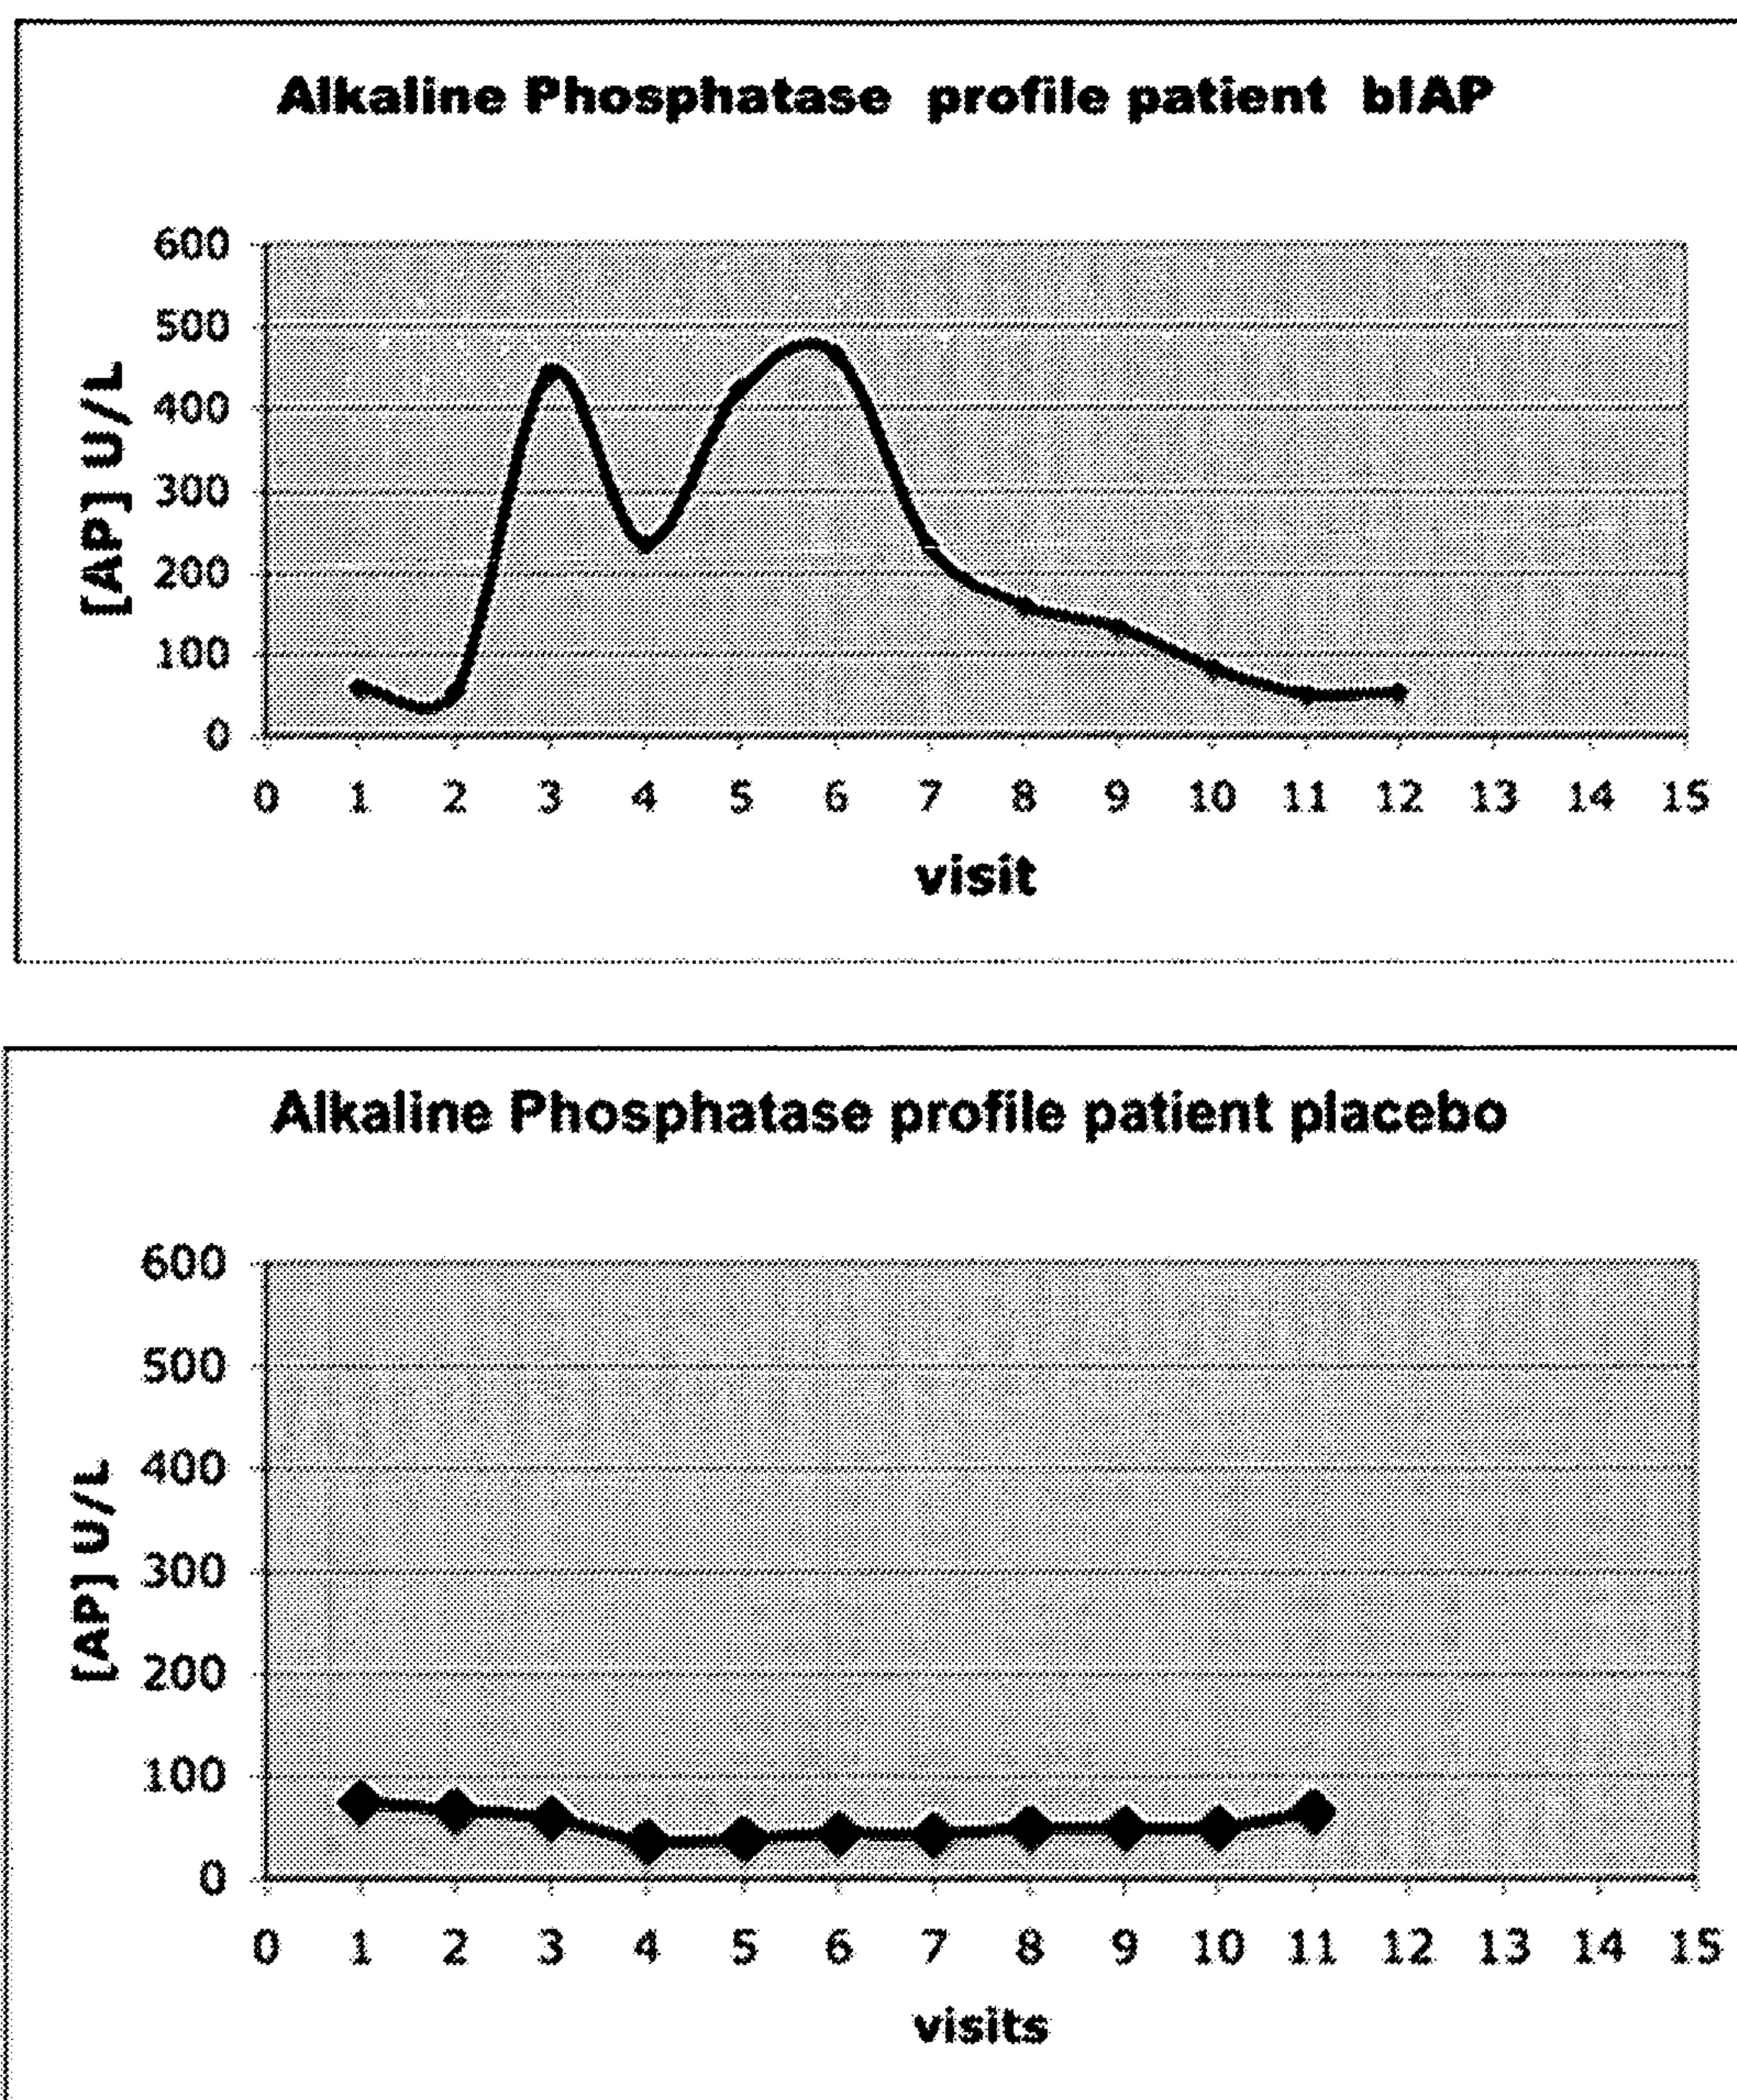 Alkaline Phosphatase profile patient bIAP
600
500
400
300
200
100
0
[AP] U/L
0 1 2 3 4 5 6 7 8 9 10 11 12 13 14 15
visit
Alkaline Phosphatase profile patient placebo
600
500
400
300
200
100
0
[AP] U/L
0 1 2 3 4 5 6 7 8 9 10 11 12 13 14 15
visits